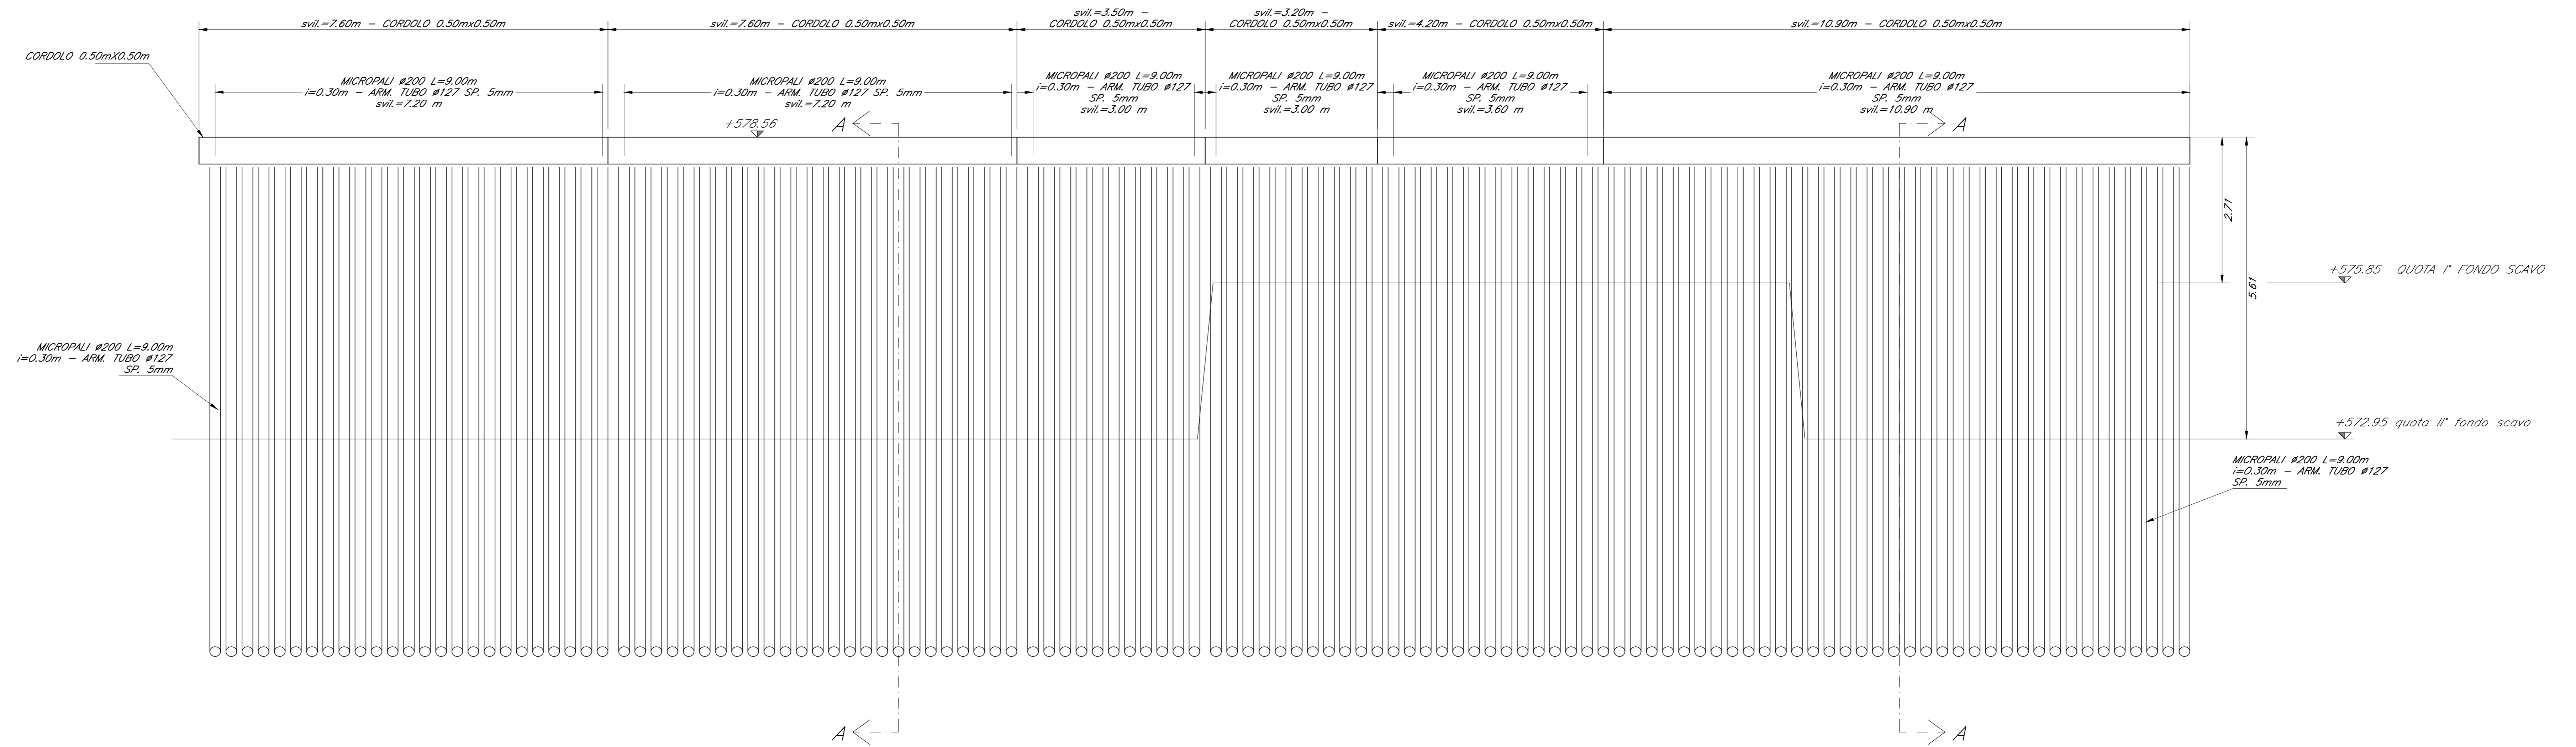 svil.=7.60m - CORDOLO 0.50mx0.50m
svil.=7.60m - CORDOLO 0.50mx0.50m
svil.=3.50m -
CORDOLO 0.50mx0.50m
svil.=3.20m -
CORDOLO 0.50mx0.50m
svil.=4.20m - CORDOLO 0.50mx0.50m
svil.=10.90m - CORDOLO 0.50mx0.50m
CORDOLO 0.50mX0.50m
MICROPALI ø200 L=9.00m
i=0.30m - ARM. TUBO ø127 SP. 5mm
svil.=7.20 m
MICROPALI ø200 L=9.00m
i=0.30m - ARM. TUBO ø127 SP. 5mm
svil.=7.20 m
MICROPALI ø200 L=9.00m
i=0.30m - ARM. TUBO ø127
SP. 5mm
svil.=3.00 m
MICROPALI ø200 L=9.00m
i=0.30m - ARM. TUBO ø127
SP. 5mm
svil.=3.00 m
MICROPALI ø200 L=9.00m
i=0.30m - ARM. TUBO ø127
SP. 5mm
svil.=3.60 m
MICROPALI ø200 L=9.00m
i=0.30m - ARM. TUBO ø127
SP. 5mm
svil.=10.90 m
+578.56
A
A
2.71
5.61
+575.85 QUOTA I° FONDO SCAVO
MICROPALI ø200 L=9.00m
i=0.30m - ARM. TUBO ø127
SP. 5mm
+572.95 quota II° fondo scavo
MICROPALI ø200 L=9.00m
i=0.30m - ARM. TUBO ø127
SP. 5mm
A
A